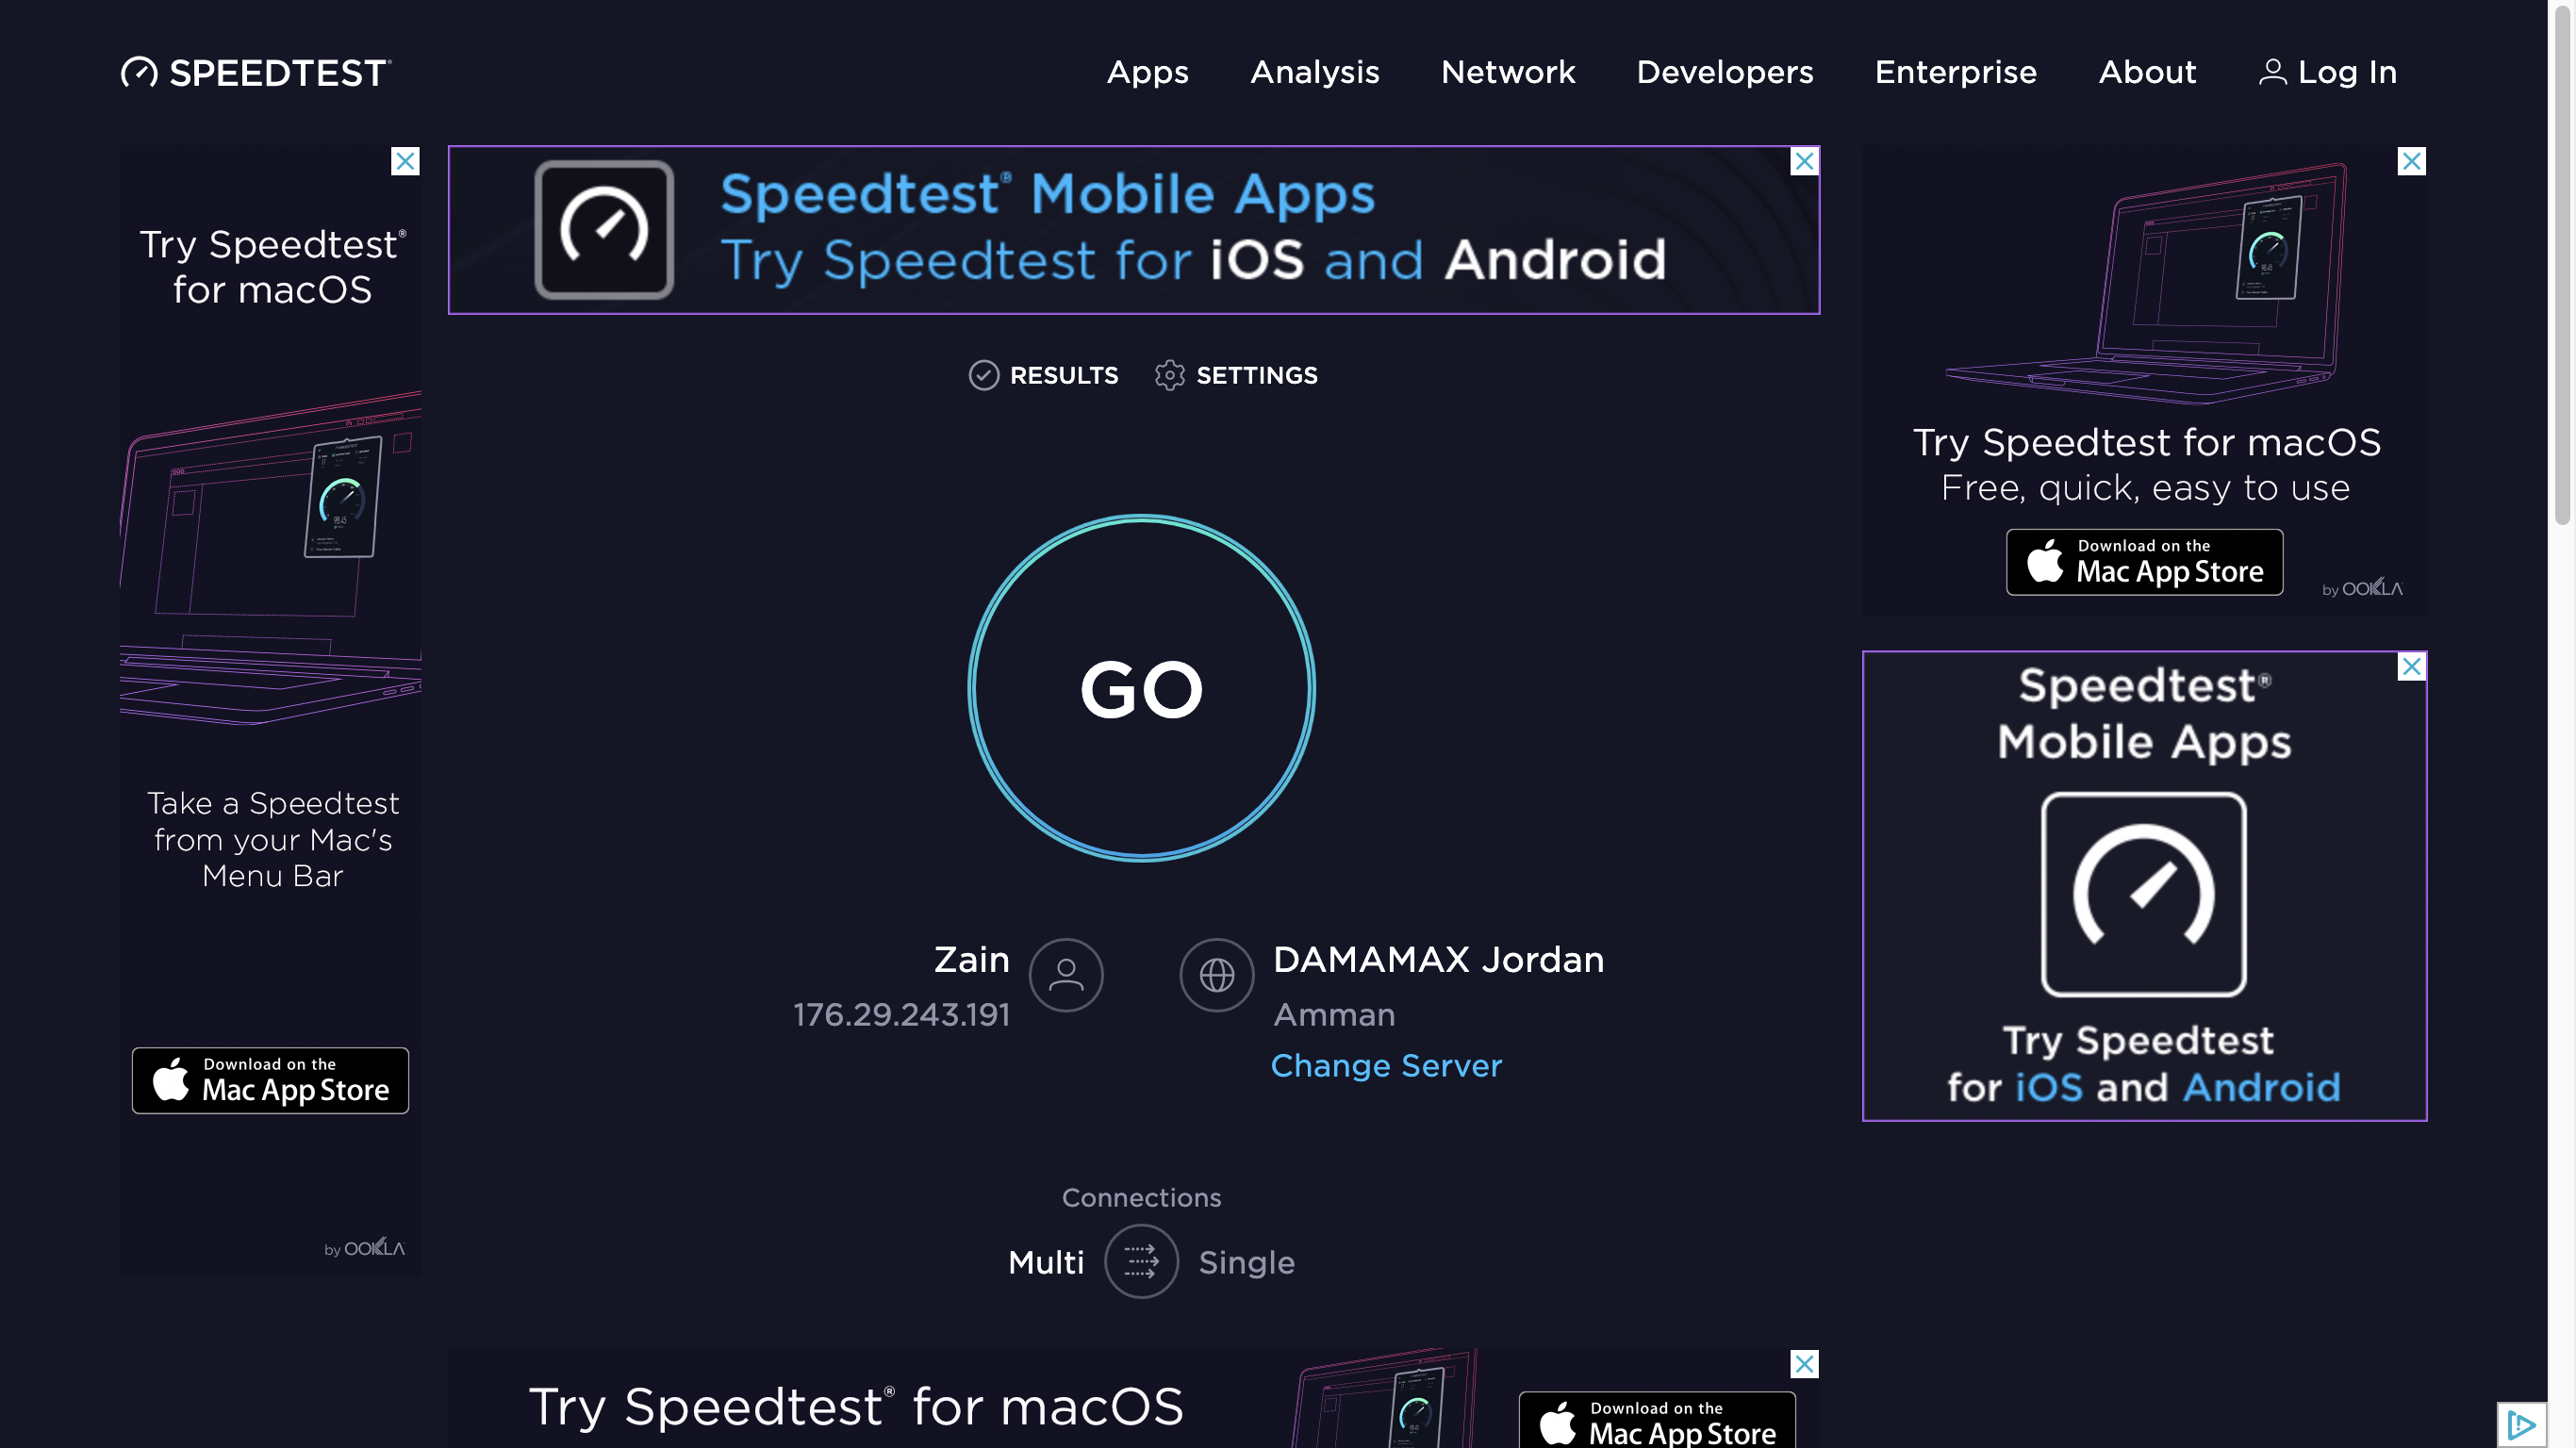 SPEEDTEST®
Apps
Analysis
Network
Developers
Enterprise
About
Log In
Try Speedtest®
for macOS
Take a Speedtest
from your Mac's
Menu Bar
Download on the
Mac App Store
by OOKLA
Speedtest® Mobile Apps
Try Speedtest for iOS and Android
RESULTS
SETTINGS
GO
Zain
176.29.243.191
DAMAMAX Jordan
Amman
Change Server
Connections
Multi
Single
Try Speedtest for macOS
Free, quick, easy to use
Download on the
Mac App Store
by OOKLA
Speedtest®
Mobile Apps
Try Speedtest
for iOS and Android
Try Speedtest® for macOS
Download on the
Mac App Store